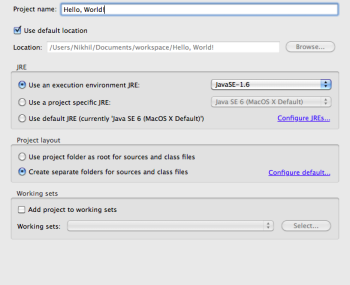 Project name: Hello, World!
Use default location
Location: /Users/Nikhil/Documents/workspace/Hello, World! Browse...
JRE
Use an execution environment JRE: JavaSE-1.6
Use a project specific JRE: Java SE 6 (MacOS X Default)
Use default JRE (currently 'Java SE 6 (MacOS X Default)') Configure JREs...
Project layout
Use project folder as root for sources and class files
Create separate folders for sources and class files Configure default...
Working sets
Add project to working sets
Working sets: Select...